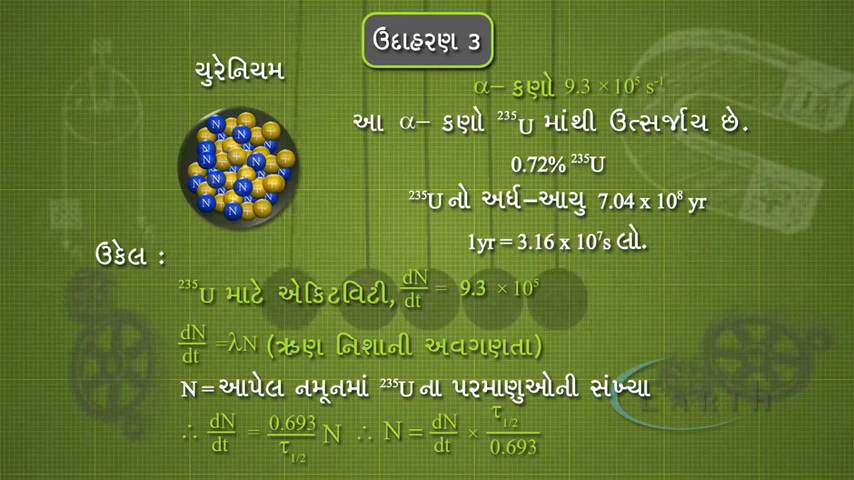 ઉદાહરણ 3
યુરેનિયમ
α– કણો 9.3 × 10⁵ s⁻¹
આ α– કણો ²³⁵U માંથી ઉત્સર્જાય છે.
0.72% ²³⁵U
²³⁵U નો અર્ધ–આયુ 7.04 x 10⁸ yr
1yr = 3.16 x 10⁷s લો.
ઉકેલ :
²³⁵U માટે એકિટવિટી, dN/dt = 9.3 × 10⁵
dN/dt =λN (ઋણ નિશાની અવગણતા)
N = આપેલ નમૂનમાં ²³⁵U ના પરમાણુઓની સંખ્યા
∴ dN/dt = 0.693/τ₁/₂ N ∴ N = dN/dt × τ₁/₂/0.693
EARTH